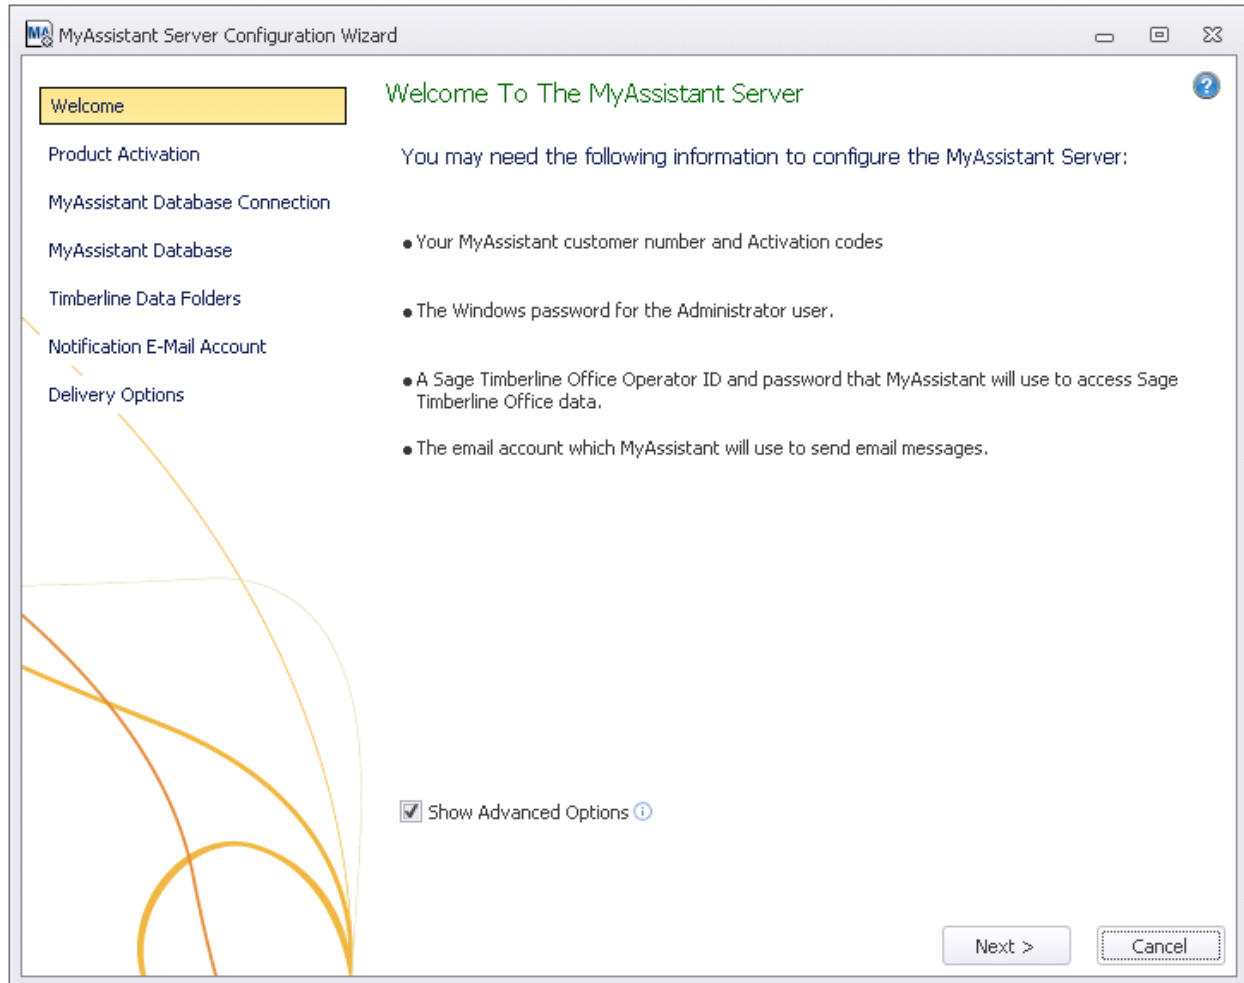 MyAssistant Server Configuration Wizard
Welcome
Product Activation
MyAssistant Database Connection
MyAssistant Database
Timberline Data Folders
Notification E-Mail Account
Delivery Options
Welcome To The MyAssistant Server
You may need the following information to configure the MyAssistant Server:
• Your MyAssistant customer number and Activation codes
• The Windows password for the Administrator user.
• A Sage Timberline Office Operator ID and password that MyAssistant will use to access Sage
Timberline Office data.
• The email account which MyAssistant will use to send email messages.
Show Advanced Options
Next >
Cancel